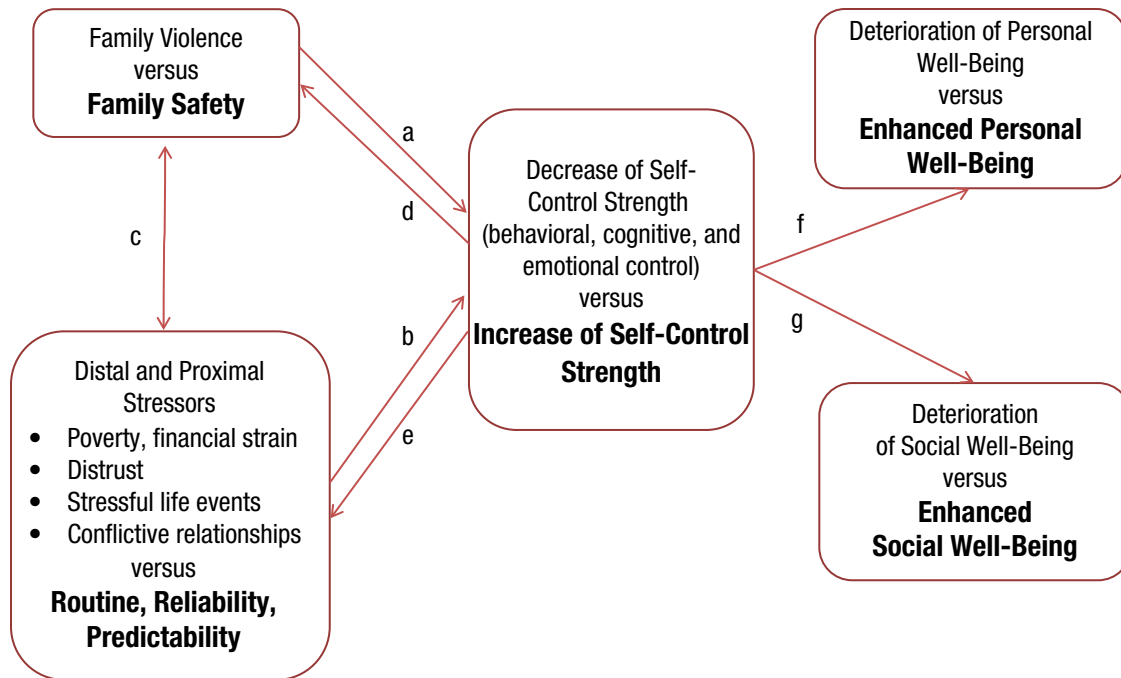 Family Violence
versus
Family Safety
a
d
c
Distal and Proximal
Stressors
• Poverty, financial strain
• Distrust
• Stressful life events
• Conflictive relationships
versus
Routine, Reliability,
Predictability
b
e
Decrease of Self-
Control Strength
(behavioral, cognitive, and
emotional control)
versus
Increase of Self-Control
Strength
f
g
Deterioration of Personal
Well-Being
versus
Enhanced Personal
Well-Being
Deterioration
of Social Well-Being
versus
Enhanced
Social Well-Being